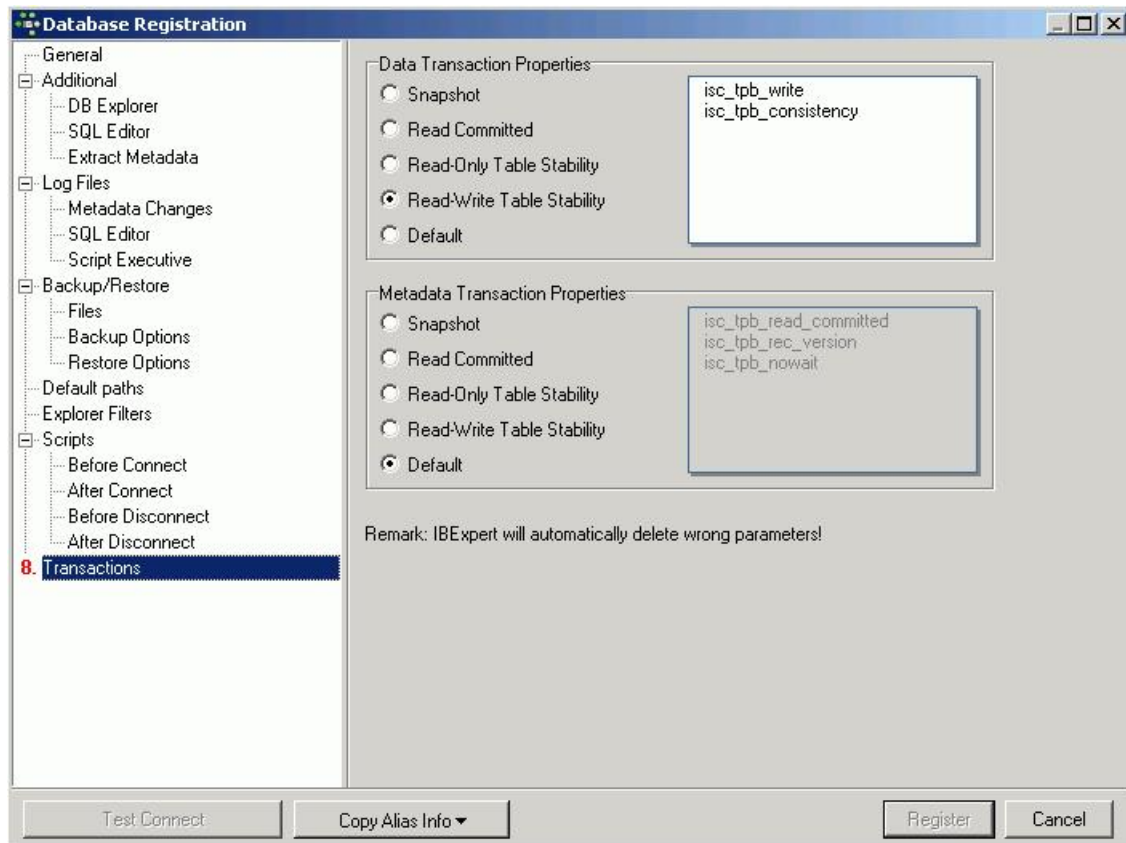 Database Registration
General
Additional
DB Explorer
SQL Editor
Extract Metadata
Log Files
Metadata Changes
SQL Editor
Script Executive
Backup/Restore
Files
Backup Options
Restore Options
Default paths
Explorer Filters
Scripts
Before Connect
After Connect
Before Disconnect
After Disconnect
8. Transactions
Data Transaction Properties
Snapshot
Read Committed
Read-Only Table Stability
Read-Write Table Stability
Default
isc_tpb_write
isc_tpb_consistency
Metadata Transaction Properties
Snapshot
Read Committed
Read-Only Table Stability
Read-Write Table Stability
Default
isc_tpb_read_committed
isc_tpb_rec_version
isc_tpb_nowait
Remark: IBExpert will automatically delete wrong parameters!
Test Connect
Copy Alias Info
Register
Cancel